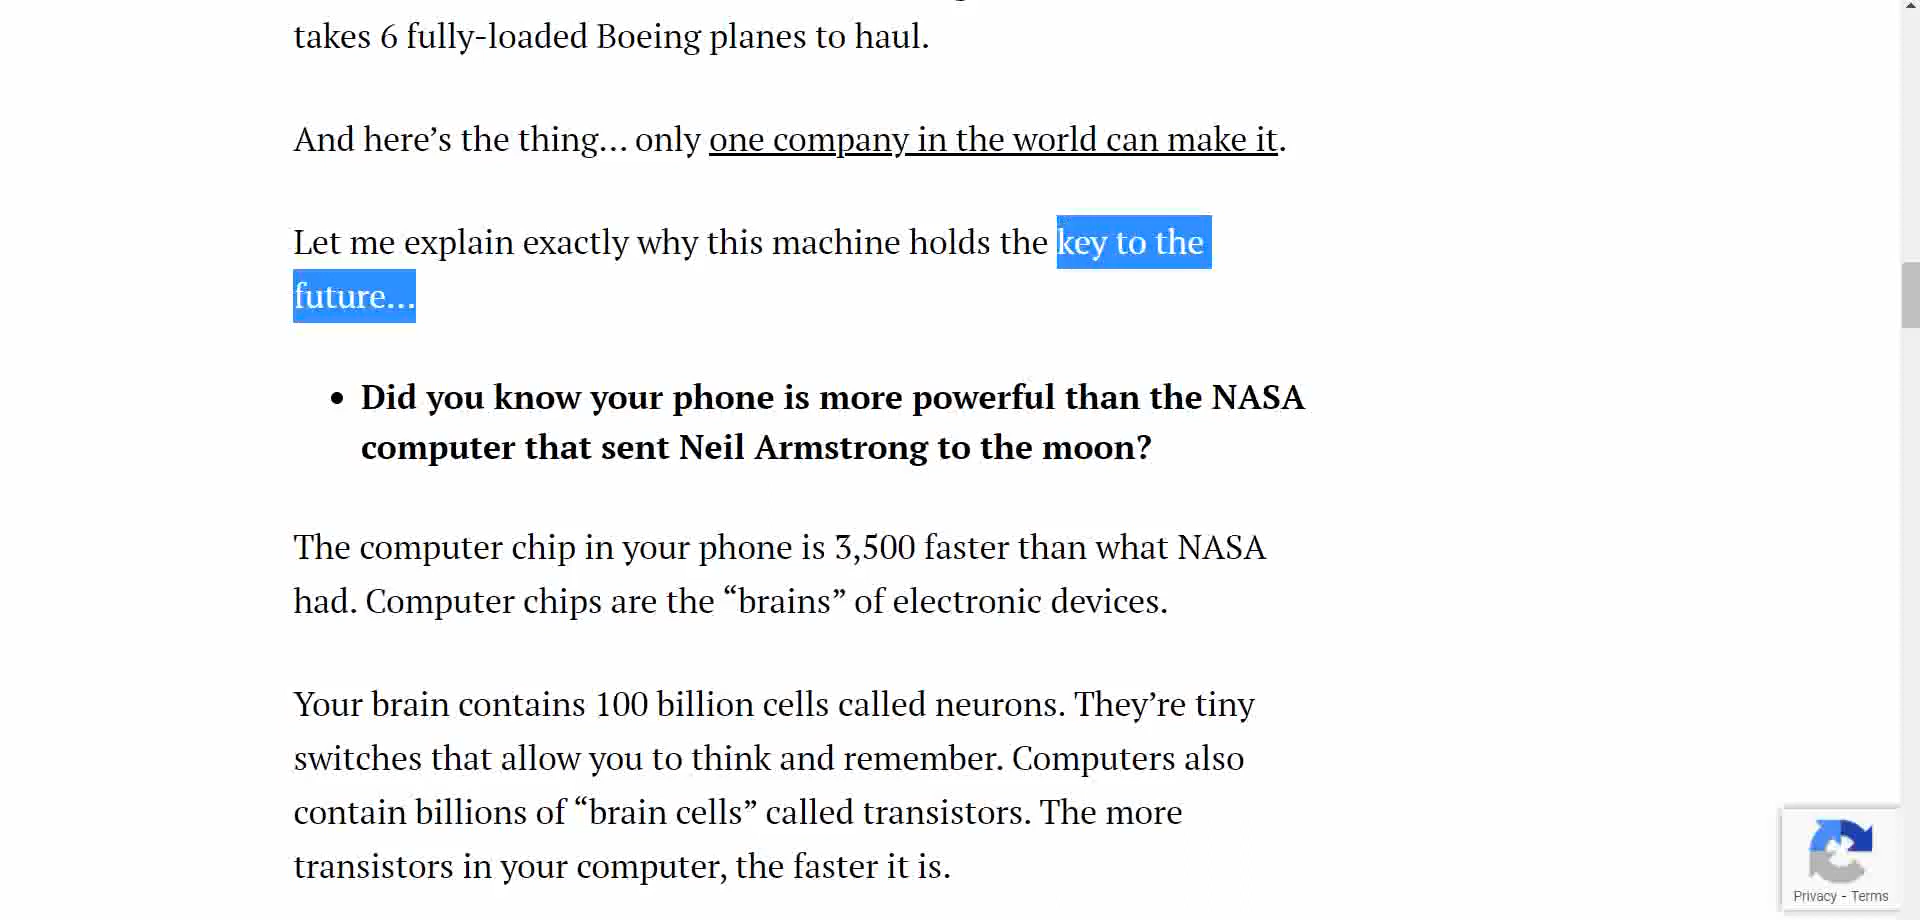 takes 6 fully-loaded Boeing planes to haul.
And here’s the thing… only one company in the world can make it.
Let me explain exactly why this machine holds the key to the
future…
• Did you know your phone is more powerful than the NASA
computer that sent Neil Armstrong to the moon?
The computer chip in your phone is 3,500 faster than what NASA
had. Computer chips are the “brains” of electronic devices.
Your brain contains 100 billion cells called neurons. They’re tiny
switches that allow you to think and remember. Computers also
contain billions of “brain cells” called transistors. The more
transistors in your computer, the faster it is.
Privacy - Terms